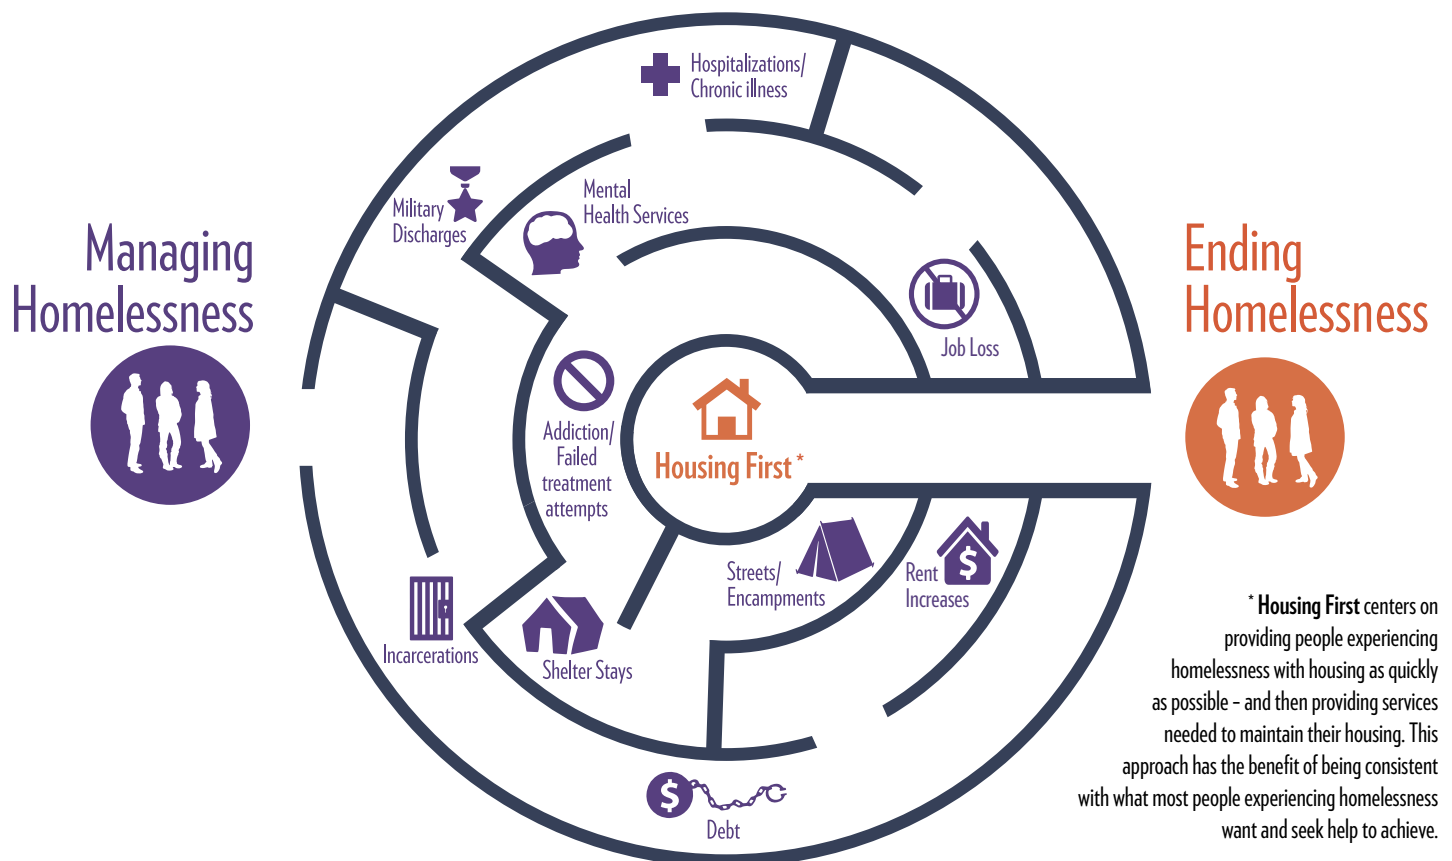 Managing
Homelessness
Hospitalizations/
Chronic illness
Military
Discharges
Mental
Health Services
Job Loss
Addiction/
Failed
treatment
attempts
Housing First *
Streets/
Encampments
$
Rent
Increases
Incarcerations
Shelter Stays
$
Debt
Ending
Homelessness
* Housing First centers on
providing people experiencing
homelessness with housing as quickly
as possible – and then providing services
needed to maintain their housing. This
approach has the benefit of being consistent
with what most people experiencing homelessness
want and seek help to achieve.